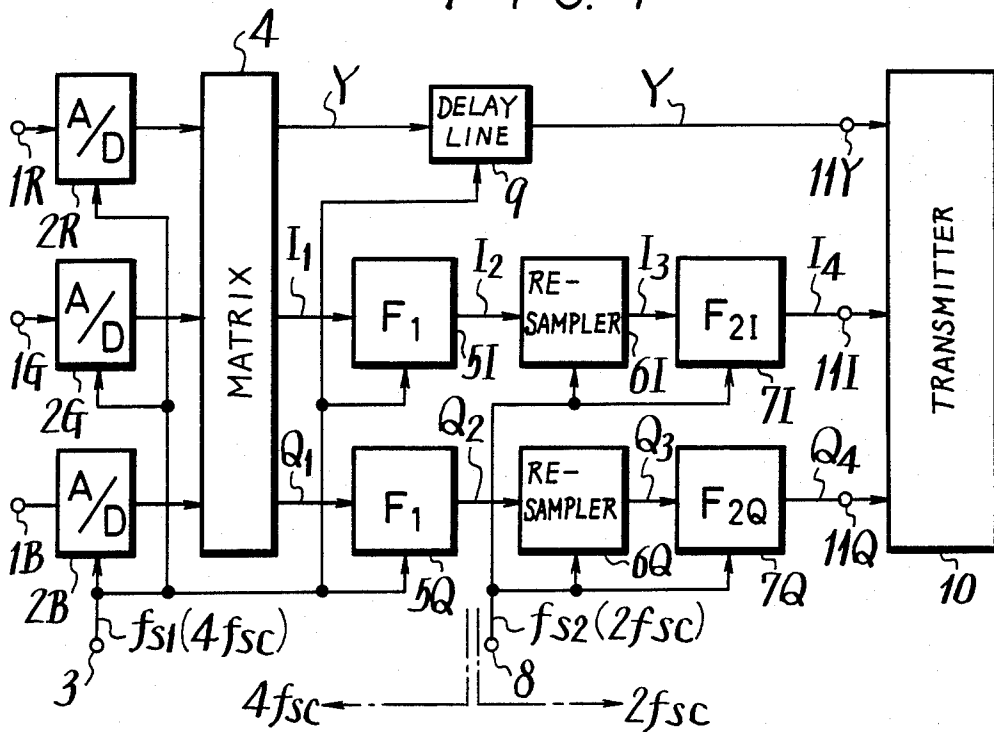 FIG. 1
4
A/D
MATRIX
Y
DELAY LINE
Y
1R
2R
9
11Y
TRANSMITTER
A/D
I1
F1
I2
RE-
SAMPLER
I3
F2I
I4
1G
2G
5I
6I
7I
11I
A/D
Q1
F1
Q2
RE-
SAMPLER
Q3
F2Q
Q4
1B
2B
5Q
6Q
7Q
11Q
10
fs1(4fsc)
fs2(2fsc)
3
8
4fsc
2fsc